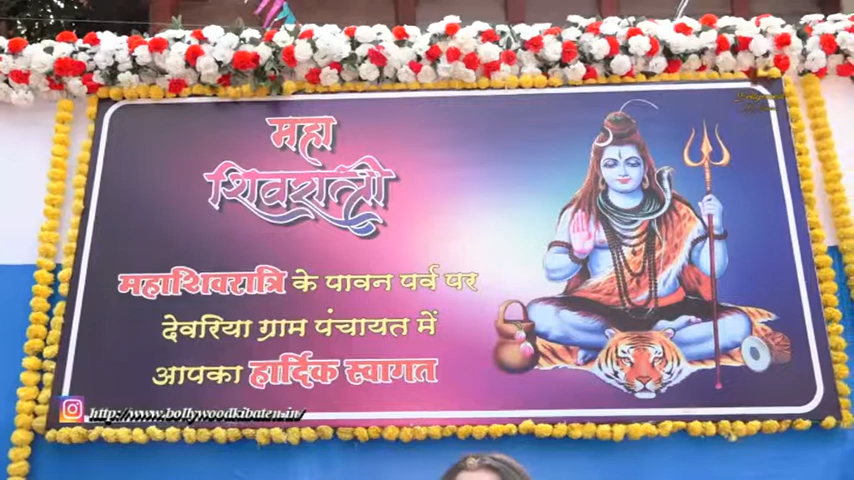 महा
शिवरात्री
महाशिवरात्रि के पावन पर्व पर
देवरिया ग्राम पंचायत में
आपका हार्दिक स्वागत
http://www.bollywoodkibaten.in/